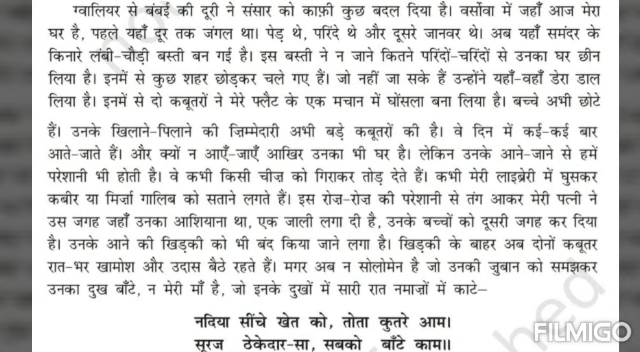 ग्वालियर से बंबई की दूरी ने संसार को काफ़ी कुछ बदल दिया है। वर्सोवा में जहाँ आज मेरा
घर है, पहले यहाँ दूर तक जंगल था। पेड़ थे, परिंदे थे और दूसरे जानवर थे। अब यहाँ समंदर के
किनारे लंबी-चौड़ी बस्ती बन गई है। इस बस्ती ने न जाने कितने परिंदों-चरिंदों से उनका घर छीन
लिया है। इनमें से कुछ शहर छोड़कर चले गए हैं। जो नहीं जा सके हैं उन्होंने यहाँ-वहाँ डेरा डाल
लिया है। इनमें से दो कबूतरों ने मेरे फ्लैट के एक मचान में घोंसला बना लिया है। बच्चे अभी छोटे
हैं। उनके खिलाने-पिलाने की ज़िम्मेदारी अभी बड़े कबूतरों की है। वे दिन में कई-कई बार
आते-जाते हैं। और क्यों न आएँ-जाएँ आखिर उनका भी घर है। लेकिन उनके आने-जाने से हमें
परेशानी भी होती है। वे कभी किसी चीज़ को गिराकर तोड़ देते हैं। कभी मेरी लाइब्रेरी में घुसकर
कबीर या मिर्ज़ा गालिब को सताने लगते हैं। इस रोज़-रोज़ की परेशानी से तंग आकर मेरी पत्नी ने
उस जगह जहाँ उनका आशियाना था, एक जाली लगा दी है, उनके बच्चों को दूसरी जगह कर दिया
है। उनके आने की खिड़की को भी बंद किया जाने लगा है। खिड़की के बाहर अब दोनों कबूतर
रात-भर खामोश और उदास बैठे रहते हैं। मगर अब न सोलोमेन है जो उनकी ज़ुबान को समझकर
उनका दुख बाँटे, न मेरी माँ है, जो इनके दुखों में सारी रात नमाज़ों में काटे–
नदिया सींचे खेत को, तोता कुतरे आम।
सूरज ठेकेदार-सा, सबको बाँटे काम॥
FILMIGO